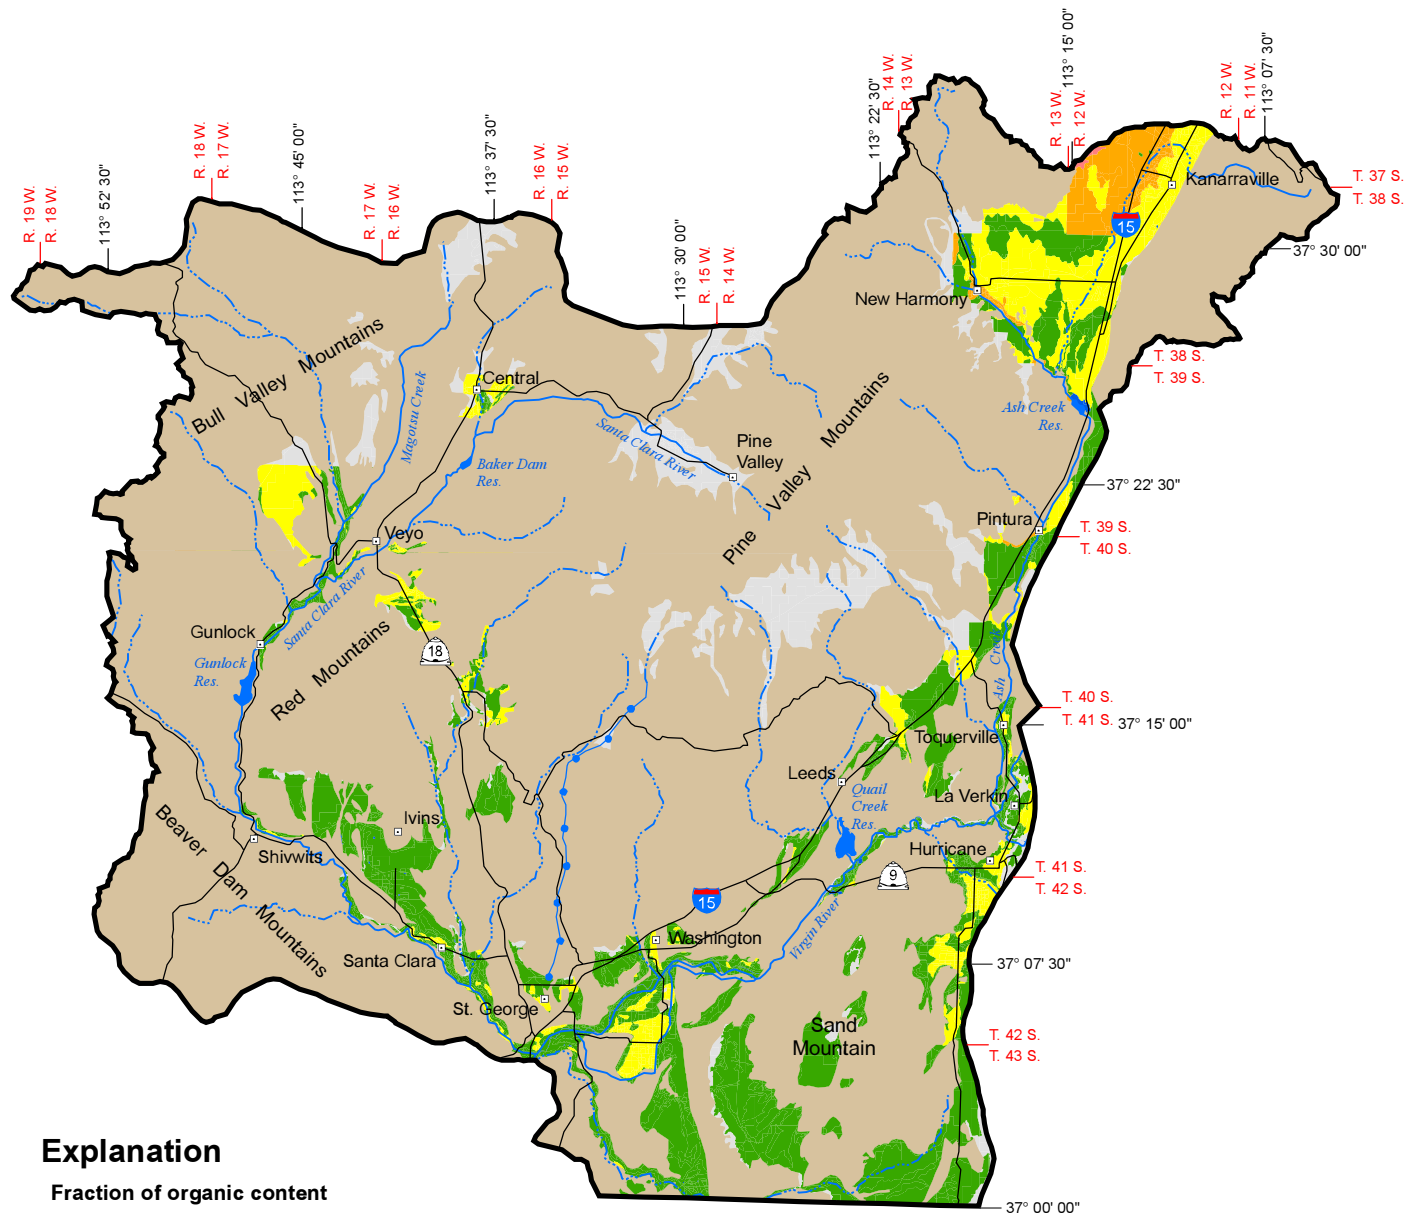 R. 19 W.
R. 18 W.
113° 52' 30"
R. 18 W.
R. 17 W.
113° 45' 00"
R. 17 W.
R. 16 W.
113° 37' 30"
R. 16 W.
R. 15 W.
113° 30' 00"
R. 15 W.
R. 14 W.
113° 22' 30"
R. 14 W.
R. 13 W.
R. 13 W.
113° 15' 00"
R. 12 W.
R. 12 W.
R. 11 W.
113° 07' 30"
T. 37 S.
T. 38 S.
Kanarraville
15
37° 30' 00"
New Harmony
T. 38 S.
T. 39 S.
Bull Valley Mountains
Magotsu Creek
Central
Santa Clara River
Pine
Valley
Pine Valley Mountains
Ash Creek
Res.
Baker Dam
Res.
37° 22' 30"
Pintura
T. 39 S.
T. 40 S.
Veyo
Santa Clara River
Gunlock
Gunlock
Res.
Red Mountains
18
Ash Creek
T. 40 S.
T. 41 S.
37° 15' 00"
Toquerville
Leeds
Quail
Creek
Res.
La Verkin
Ivins
Shivwits
Beaver Dam Mountains
Hurricane
9
T. 41 S.
T. 42 S.
15
Virgin River
Washington
Santa Clara
37° 07' 30"
St. George
Sand
Mountain
T. 42 S.
T. 43 S.
Explanation
Fraction of organic content
37° 00' 00"